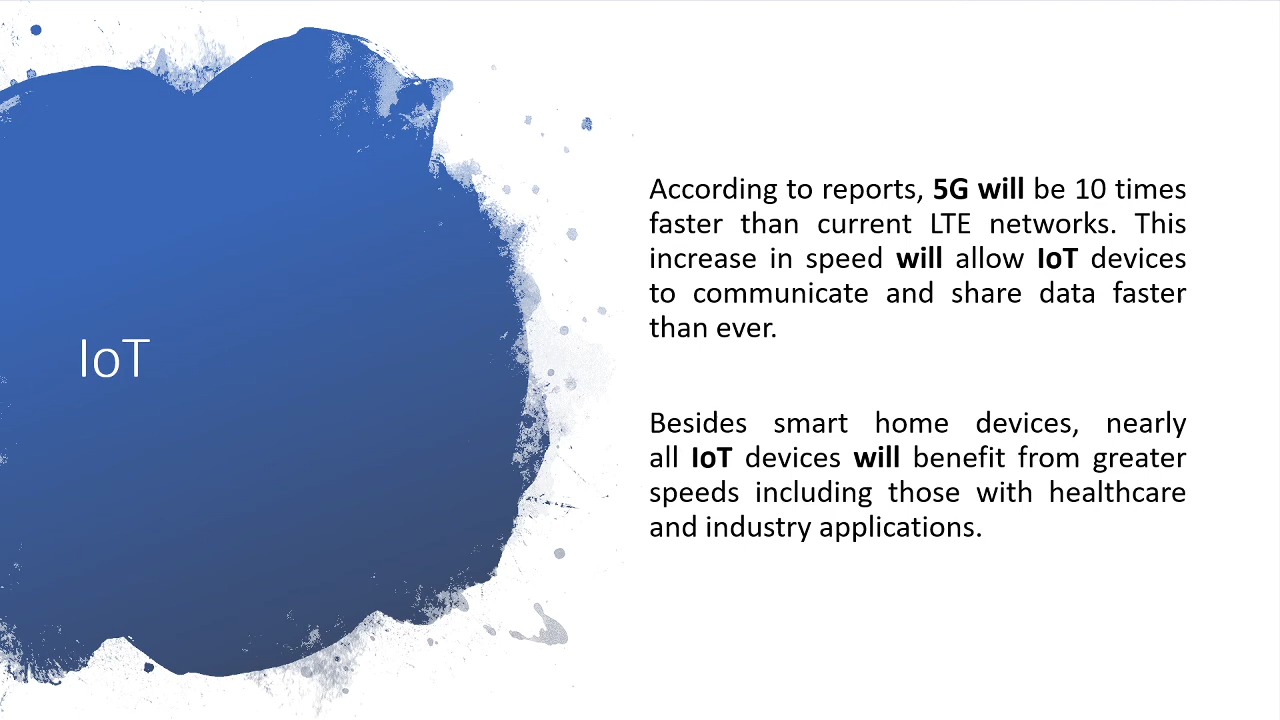 IoT
According to reports, 5G will be 10 times
faster than current LTE networks. This
increase in speed will allow IoT devices
to communicate and share data faster
than ever.
Besides smart home devices, nearly
all IoT devices will benefit from greater
speeds including those with healthcare
and industry applications.